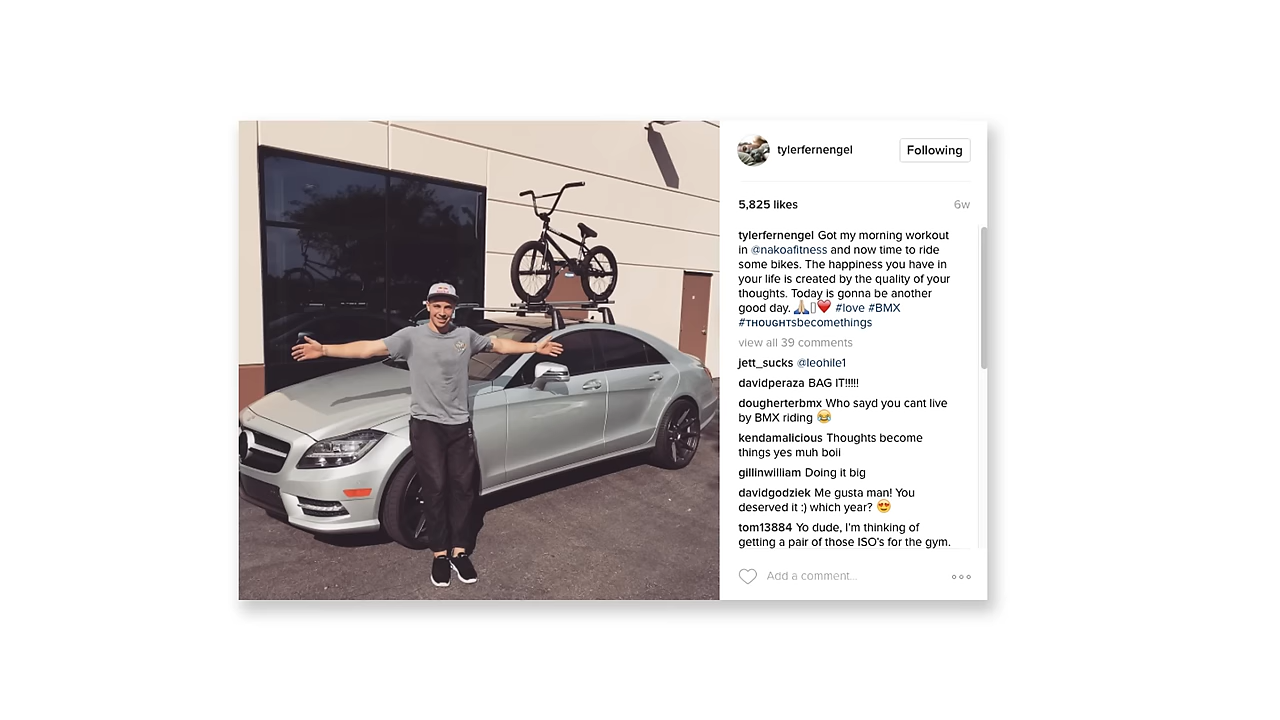 tylerfernengel
Following
5,825 likes
6w
tylerfernengel Got my morning workout
in @nakoafitness and now time to ride
some bikes. The happiness you have in
your life is created by the quality of your
thoughts. Today is gonna be another
good day. 🙏🏼▯❤️ #love #BMX
#ᴛʜᴏᴜɢʜᴛsbecomethings
view all 39 comments
jett_sucks @leohile1
davidperaza BAG IT!!!!!
dougherterbmx Who sayd you cant live
by BMX riding 😂
kendamalicious Thoughts become
things yes muh boii
gillinwilliam Doing it big
davidgodziek Me gusta man! You
deserved it :) which year? 😍
tom13884 Yo dude, I'm thinking of
getting a pair of those ISO's for the gym.
Add a comment...